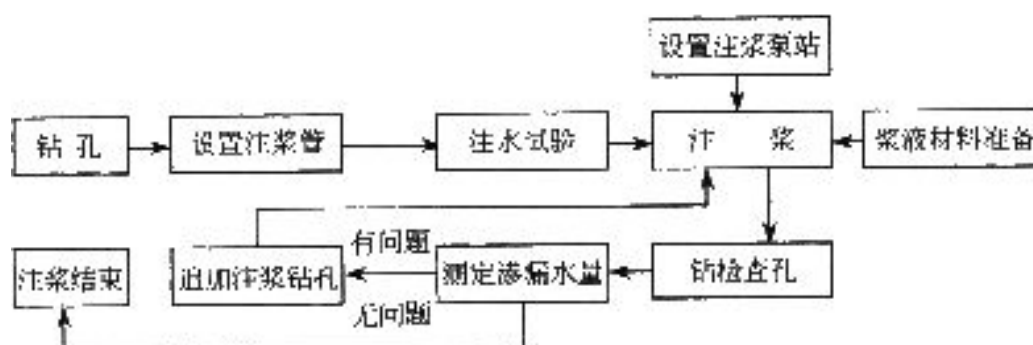 设置注浆泵站
钻孔
设置注浆管
注水试验
注 浆
浆液材料准备
有问题
注浆结束
追加注浆钻孔
测定渗漏水量
钻检查孔
无问题